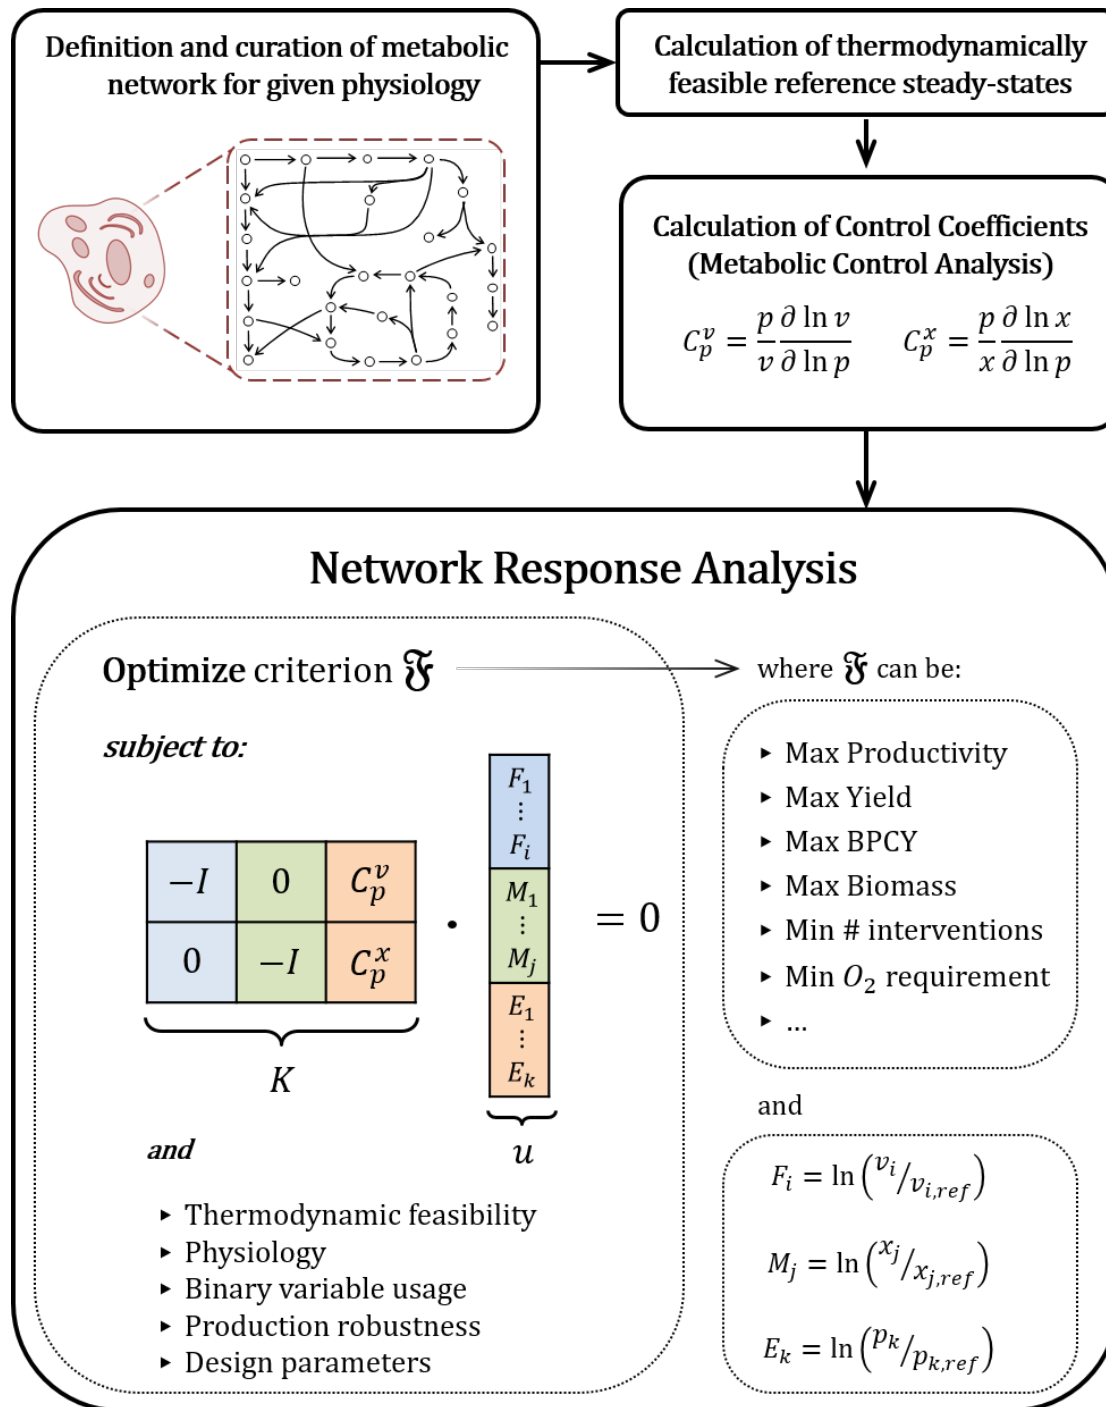 Definition and curation of metabolic
network for given physiology
Calculation of thermodynamically
feasible reference steady-states
Calculation of Control Coefficients
(Metabolic Control Analysis)
C_p^v = p/v ∂ ln v/∂ ln p    C_p^x = p/x ∂ ln x/∂ ln p
Network Response Analysis
Optimize criterion 𝕱
where 𝕱 can be:
subject to:
−I 0 C_p^v
0 −I C_p^x
K
·
F_1
⋮
F_i
M_1
⋮
M_j
E_1
⋮
E_k
u
= 0
and
▸ Thermodynamic feasibility
▸ Physiology
▸ Binary variable usage
▸ Production robustness
▸ Design parameters
▸ Max Productivity
▸ Max Yield
▸ Max BPCY
▸ Max Biomass
▸ Min # interventions
▸ Min O_2 requirement
▸ ...
and
F_i = ln(v_i/v_{i,ref})
M_j = ln(x_j/x_{j,ref})
E_k = ln(p_k/p_{k,ref})